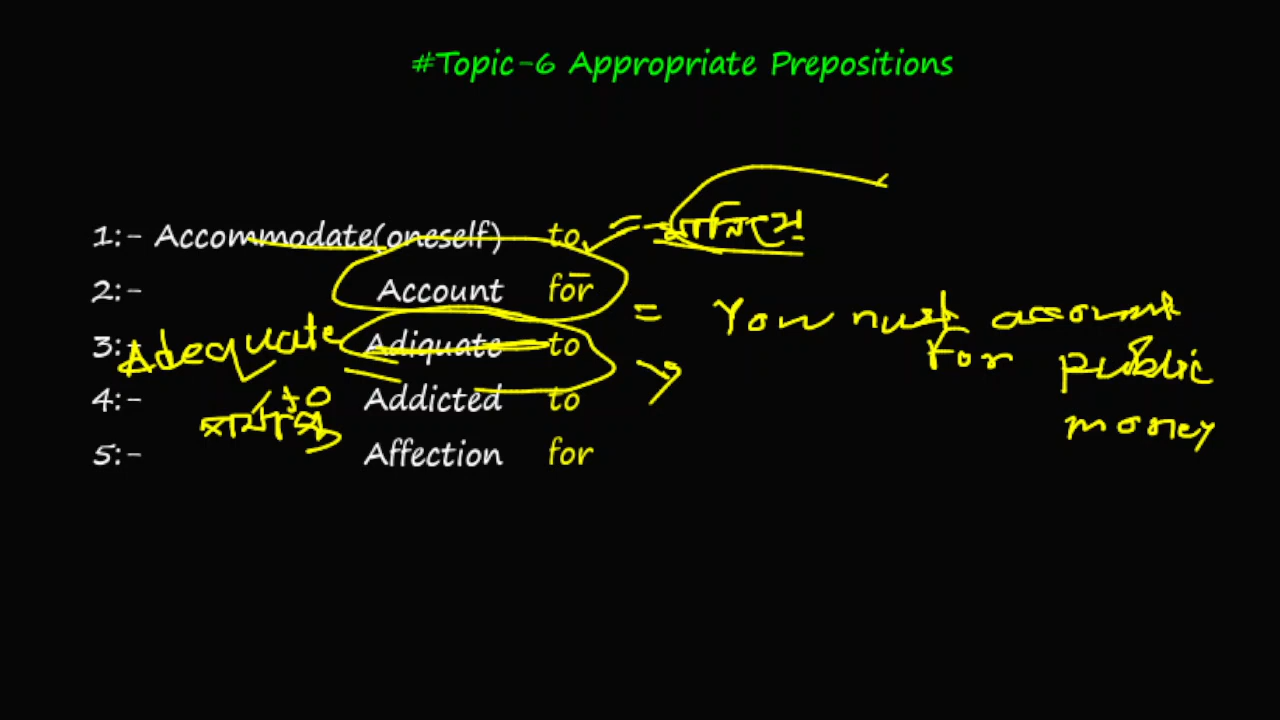 #Topic-6 Appropriate Prepositions
1:- Accommodate(oneself) to =
2:- Account for
= You must account
for public
money
3:- Adiquate to
Adequate
to
4:- Addicted to
5:- Affection for